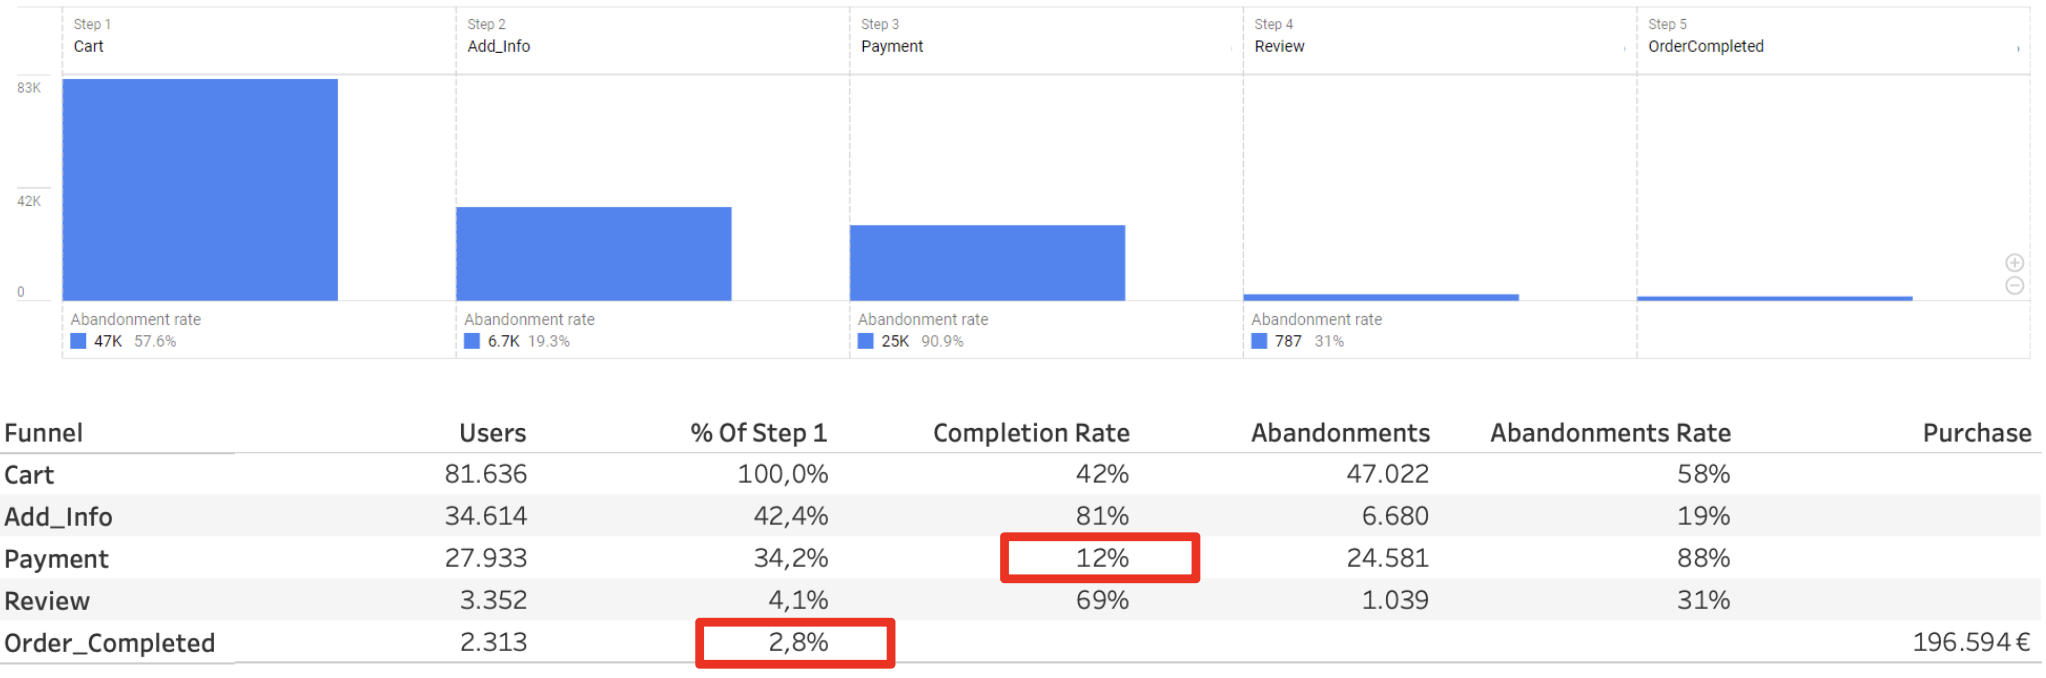 Step 1 Step 2 Step 3 Step 4 Step 5
Cart Add_Info Payment Review OrderCompleted
83K
42K
0
Abandonment rate Abandonment rate Abandonment rate Abandonment rate
47K 57.6% 6.7K 19.3% 25K 90.9% 787 31%
Funnel Users % Of Step 1 Completion Rate Abandonments Abandonments Rate Purchase
Cart 81.636 100,0% 42% 47.022 58%
Add_Info 34.614 42,4% 81% 6.680 19%
Payment 27.933 34,2% 12% 24.581 88%
Review 3.352 4,1% 69% 1.039 31%
Order_Completed 2.313 2,8% 196.594 €